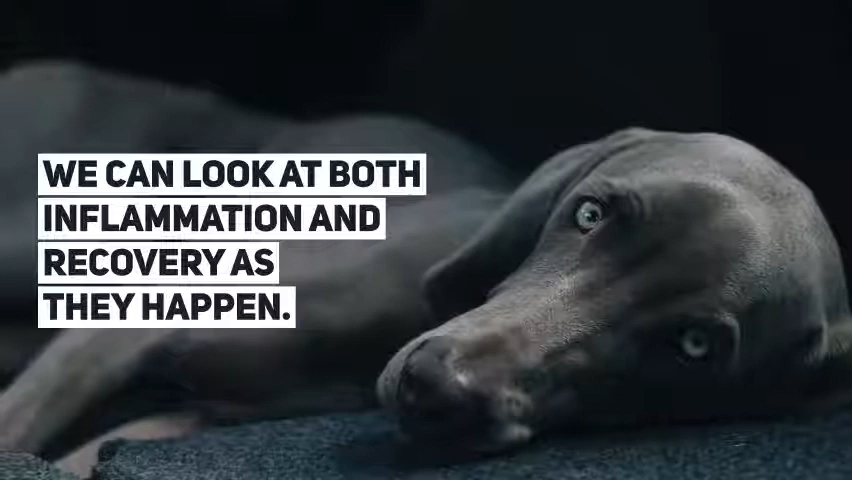 WE CAN LOOK AT BOTH
INFLAMMATION AND
RECOVERY AS
THEY HAPPEN.